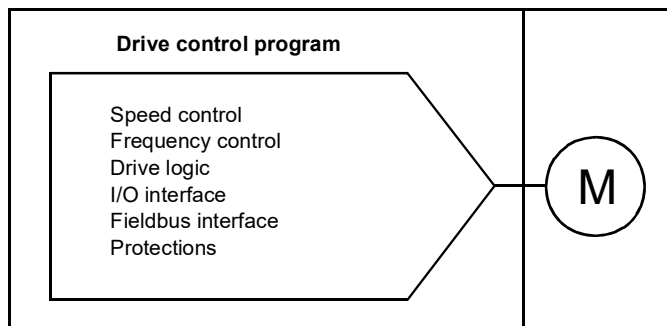 Drive control program
Speed control
Frequency control
Drive logic
I/O interface
Fieldbus interface
Protections
M